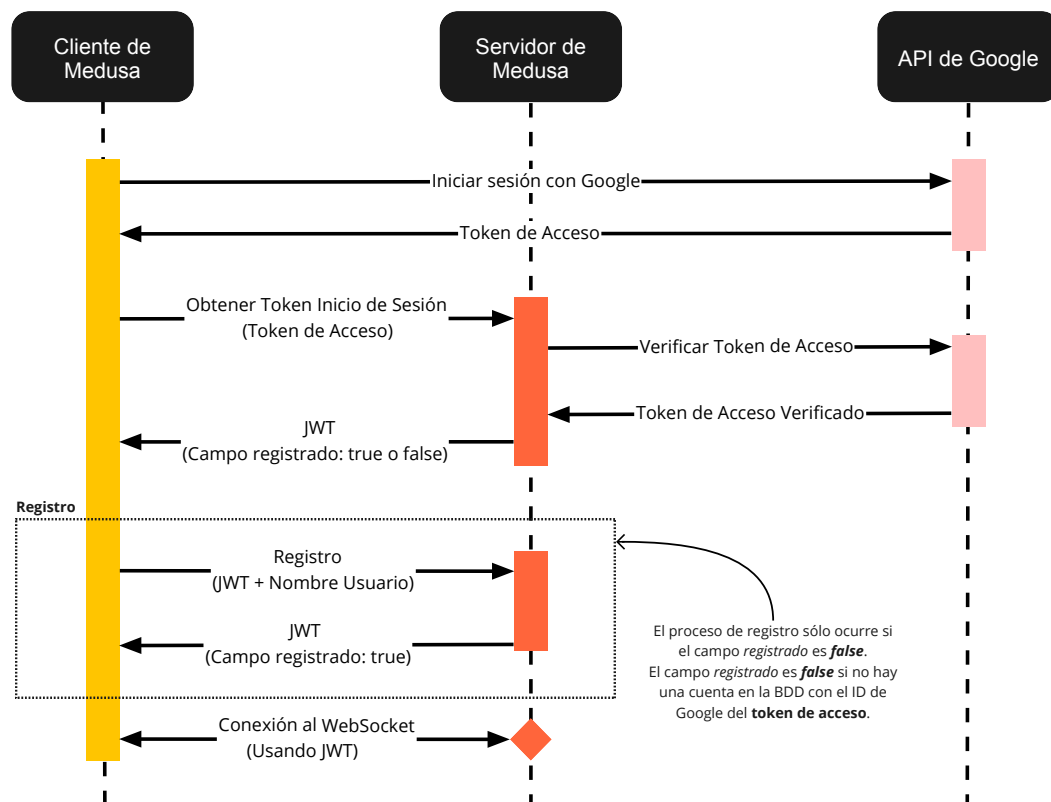 Cliente de
Medusa
Servidor de
Medusa
API de Google
Iniciar sesión con Google
Token de Acceso
Obtener Token Inicio de Sesión
(Token de Acceso)
Verificar Token de Acceso
Token de Acceso Verificado
JWT
(Campo registrado: true o false)
Registro
Registro
(JWT + Nombre Usuario)
JWT
(Campo registrado: true)
El proceso de registro sólo ocurre si
el campo registrado es false.
El campo registrado es false si no hay
una cuenta en la BDD con el ID de
Google del token de acceso.
Conexión al WebSocket
(Usando JWT)